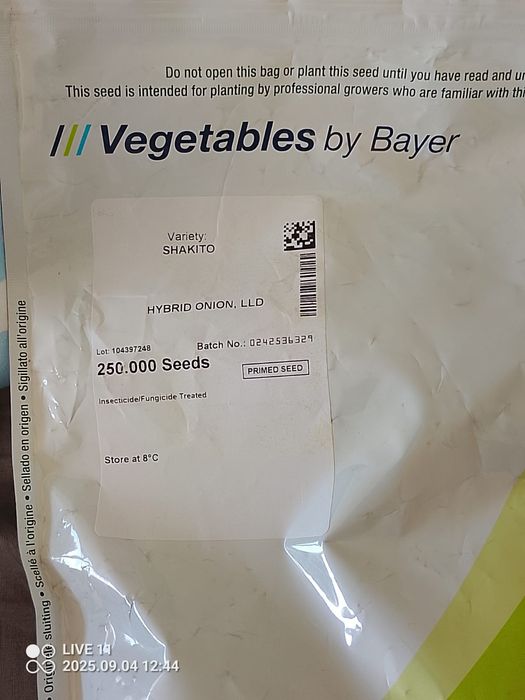 Do not open this bag or plant this seed until you have read and
This seed is intended for planting by professional growers who are familiar with
Vegetables by Bayer
Variety:
SHAKITO
HYBRID ONION, LLD
Lot: 104397248
Batch No.: 0242536329
250.000 Seeds
PRIMED SEED
Insecticide/Fungicide Treated
Store at 8°C
sluiting • Scellé à l'origine • Sellado en origen • Sigillato all'origine
LIVE 11
2025.09.04 12:44